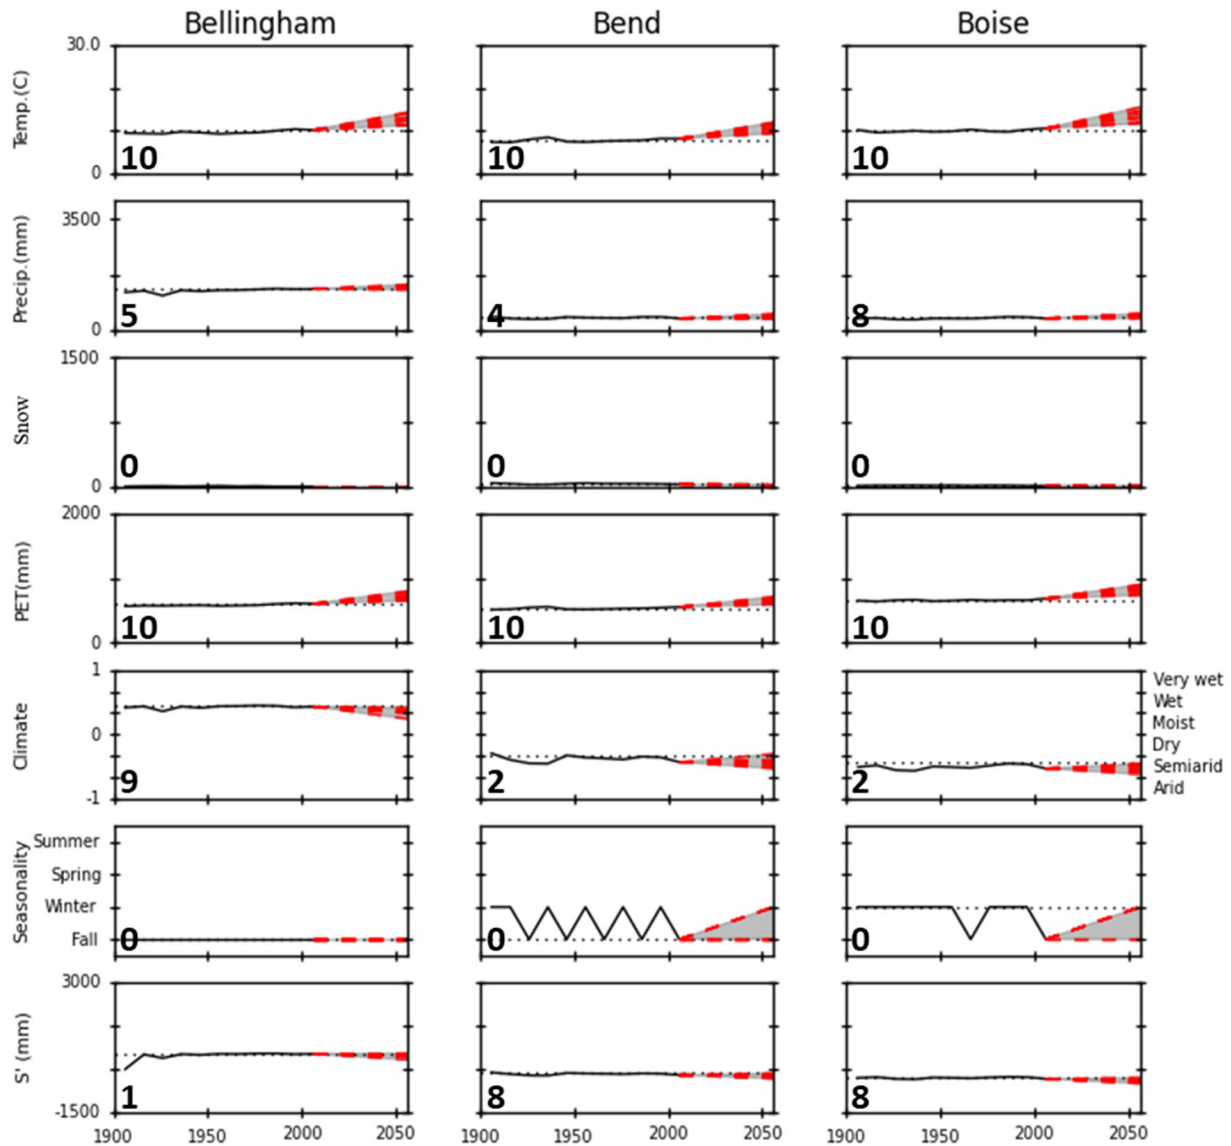 Bellingham Bend Boise
Temp.(C)
30.0
0
10 10 10
Precip.(mm)
3500
0
5 4 8
Snow
1500
0
0 0 0
PET(mm)
2000
0
10 10 10
Climate
1
0
-1
9 2 2
Very wet
Wet
Moist
Dry
Semiarid
Arid
Seasonality
Summer
Spring
Winter
Fall
0 0 0
S' (mm)
3000
-1500
1 8 8
1900 1950 2000 2050 1900 1950 2000 2050 1900 1950 2000 2050